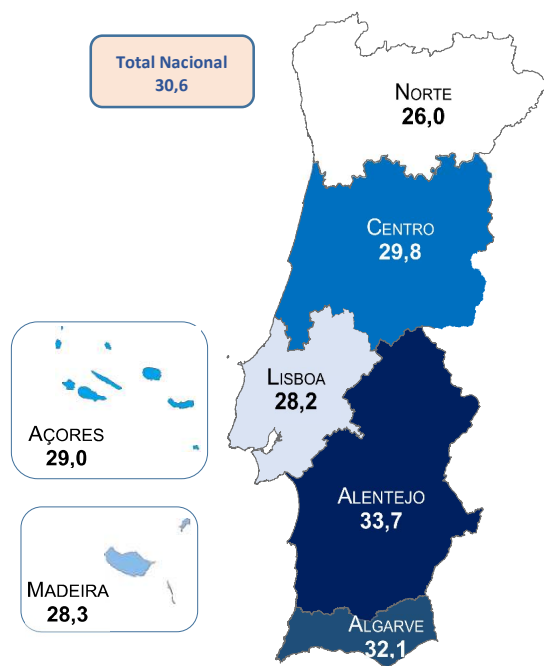 Total Nacional
30,6
NORTE
26,0
CENTRO
29,8
LISBOA
28,2
AÇORES
29,0
ALENTEJO
33,7
MADEIRA
28,3
ALGARVE
32,1